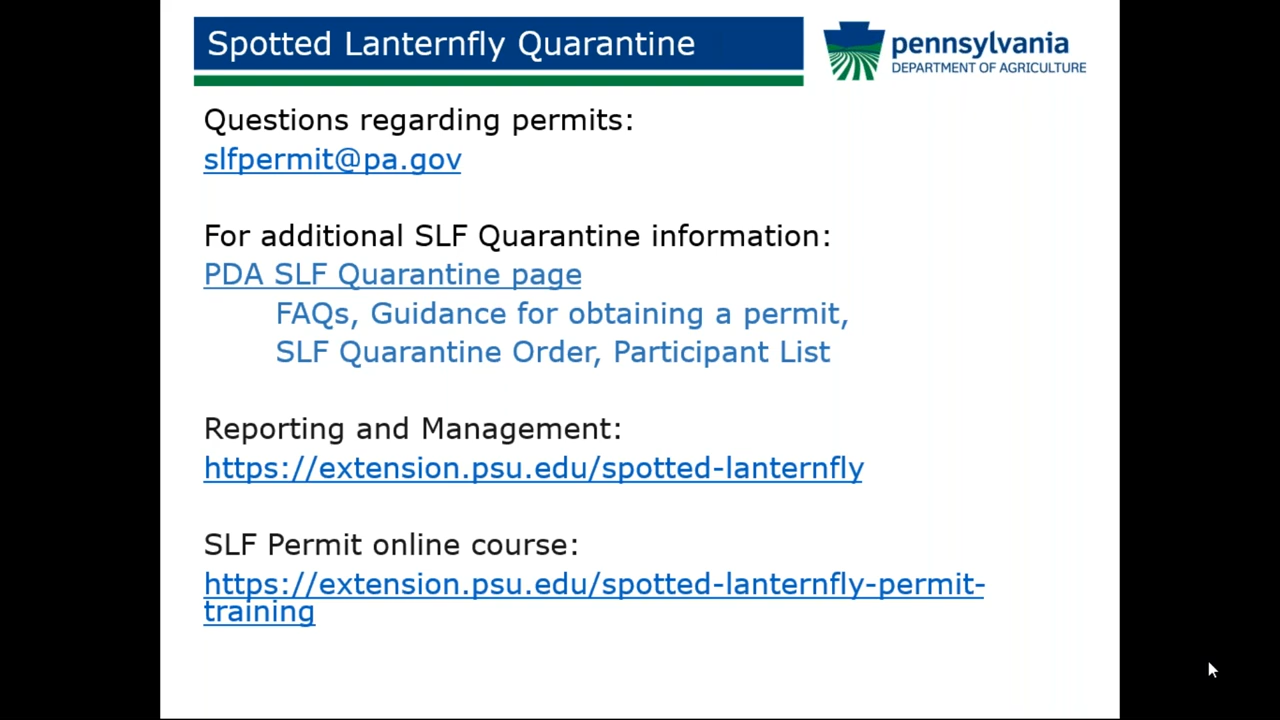 Spotted Lanternfly Quarantine
pennsylvania
DEPARTMENT OF AGRICULTURE
Questions regarding permits:
slfpermit@pa.gov
For additional SLF Quarantine information:
PDA SLF Quarantine page
FAQs, Guidance for obtaining a permit,
SLF Quarantine Order, Participant List
Reporting and Management:
https://extension.psu.edu/spotted-lanternfly
SLF Permit online course:
https://extension.psu.edu/spotted-lanternfly-permit-
training